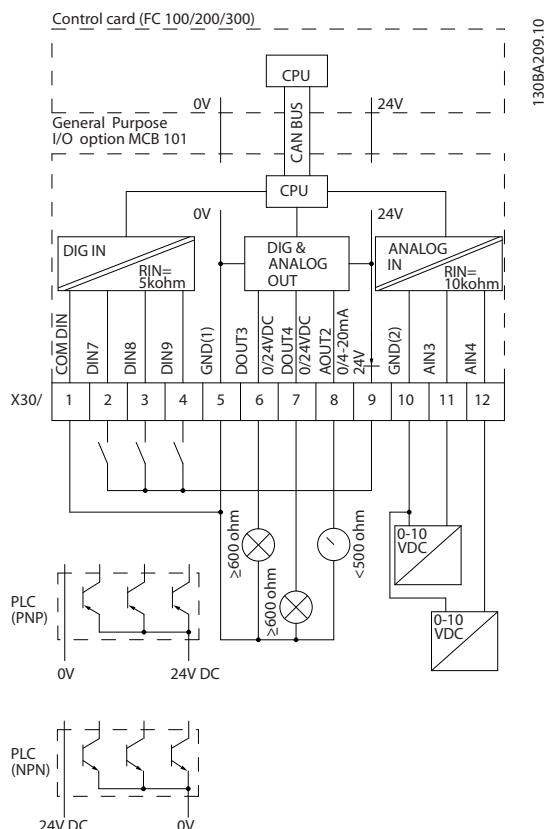 Control card (FC 100/200/300)
130BA209.10
CPU
0V
24V
General Purpose
I/O option MCB 101
CAN BUS
CPU
0V
24V
DIG IN
RIN=
5kohm
DIG &
ANALOG
OUT
ANALOG
IN
RIN=
10kohm
COM DIN
DIN7
DIN8
DIN9
GND(1)
DOUT3
0/24VDC
DOUT4
0/24VDC
AOUT2
0/4-20mA
24V
GND(2)
AIN3
AIN4
X30/ 1 2 3 4 5 6 7 8 9 10 11 12
≥600 ohm
≥600 ohm
<500 ohm
0-10
VDC
0-10
VDC
PLC
(PNP)
0V
24V DC
PLC
(NPN)
24V DC
0V